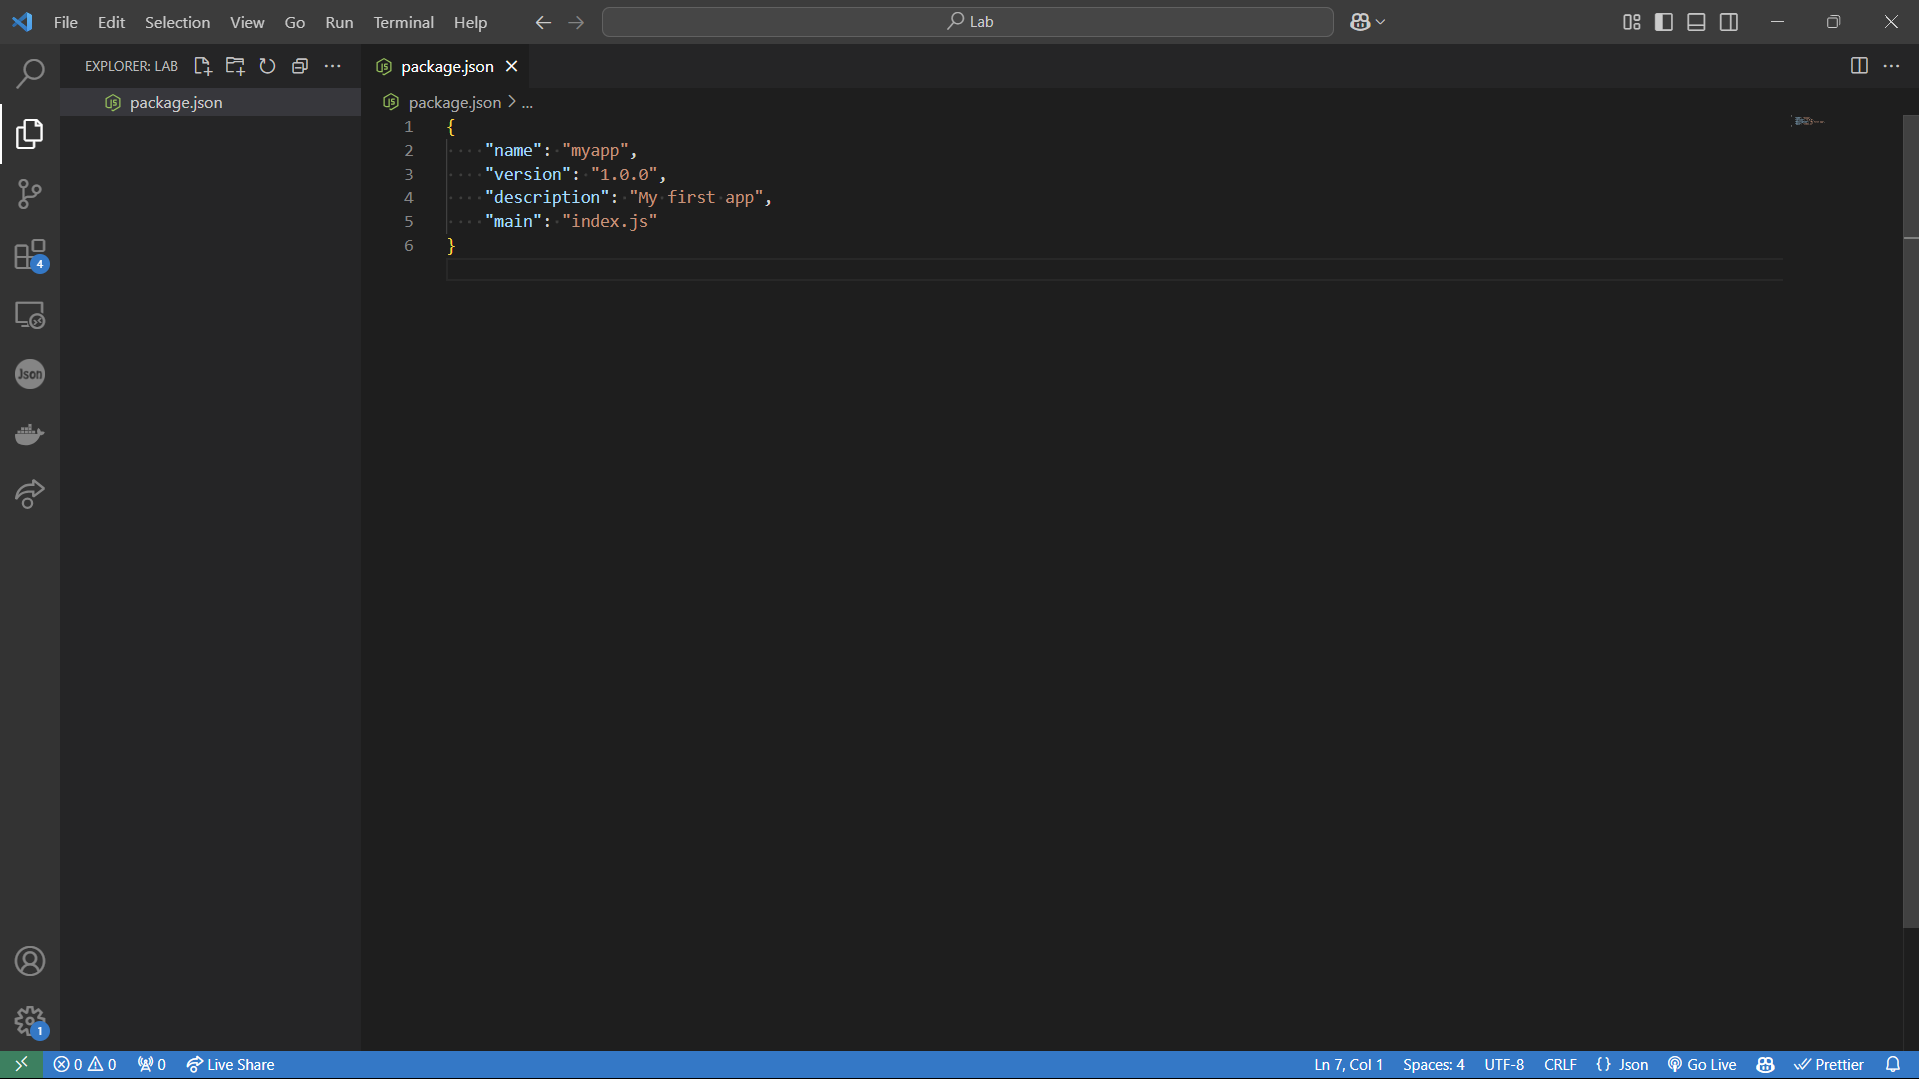 File Edit Selection View Go Run Terminal Help
Lab
EXPLORER: LAB
package.json
package.json
package.json > ...
1 {
2 "name": "myapp",
3 "version": "1.0.0",
4 "description": "My first app",
5 "main": "index.js"
6 }
4
Json
1
0 0 0 Live Share
Ln 7, Col 1 Spaces: 4 UTF-8 CRLF {} Json Go Live Prettier